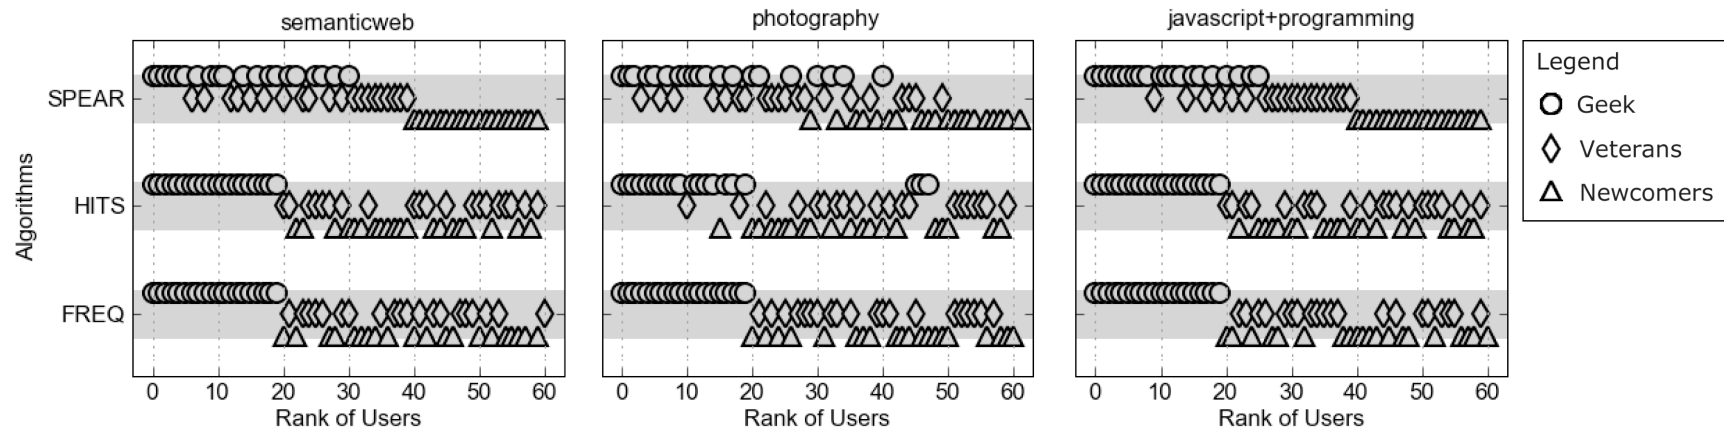 semanticweb
photography
javascript+programming
Algorithms
SPEAR
HITS
FREQ
0 10 20 30 40 50 60
Rank of Users
0 10 20 30 40 50 60
Rank of Users
0 10 20 30 40 50 60
Rank of Users
Legend
Geek
Veterans
Newcomers